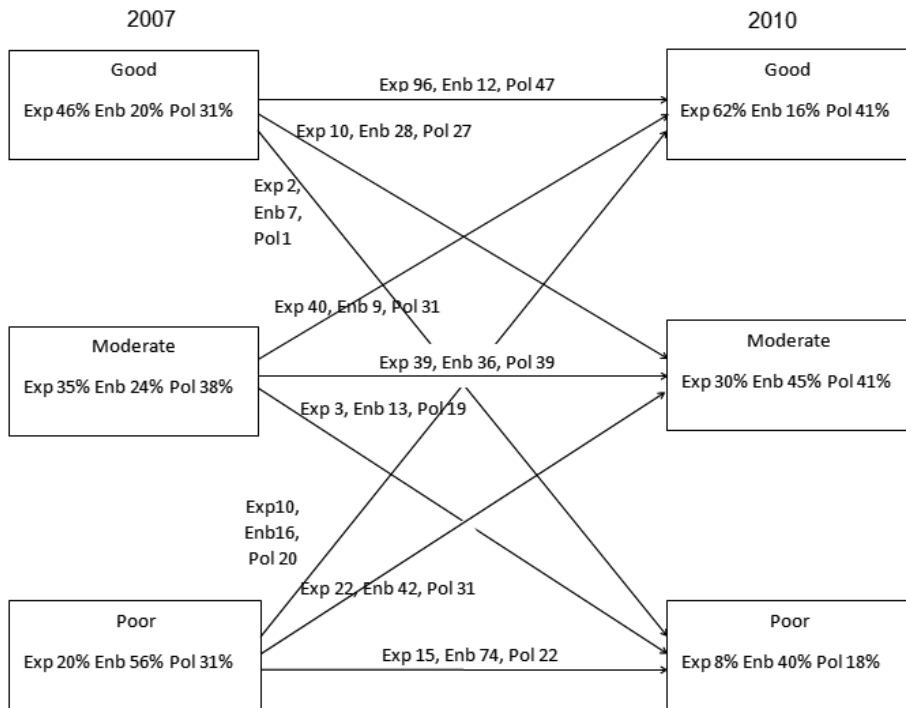 2007
2010
Good
Exp 46% Enb 20% Pol 31%
Exp 96, Enb 12, Pol 47
Good
Exp 62% Enb 16% Pol 41%
Exp 10, Enb 28, Pol 27
Exp 2,
Enb 7,
Pol 1
Exp 40, Enb 9, Pol 31
Moderate
Exp 35% Enb 24% Pol 38%
Exp 39, Enb 36, Pol 39
Moderate
Exp 30% Enb 45% Pol 41%
Exp 3, Enb 13, Pol 19
Exp10,
Enb16,
Pol 20
Exp 22, Enb 42, Pol 31
Poor
Exp 20% Enb 56% Pol 31%
Exp 15, Enb 74, Pol 22
Poor
Exp 8% Enb 40% Pol 18%